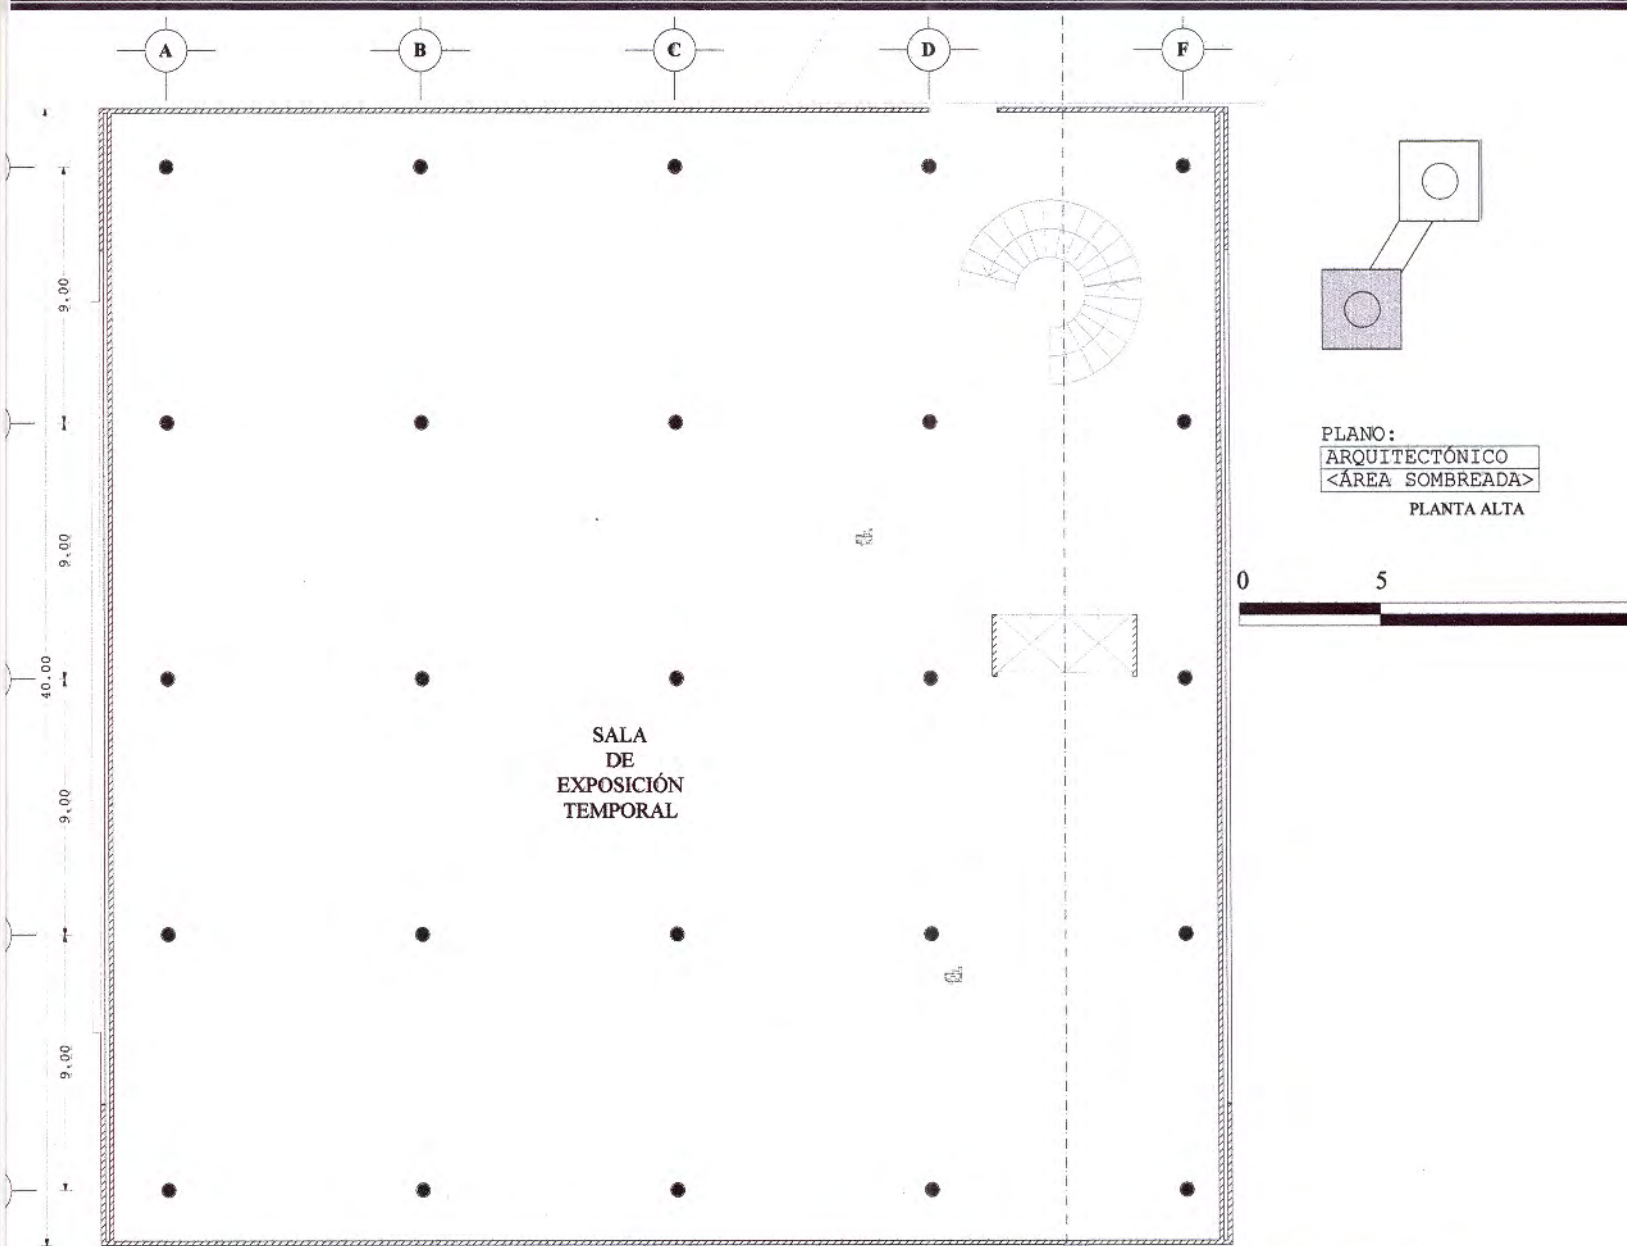 A B C D F
9.00
9.00
40.00
9.00
9.00
SALA
DE
EXPOSICIÓN
TEMPORAL
PLANO:
ARQUITECTÓNICO
<ÁREA SOMBREADA>
PLANTA ALTA
0 5